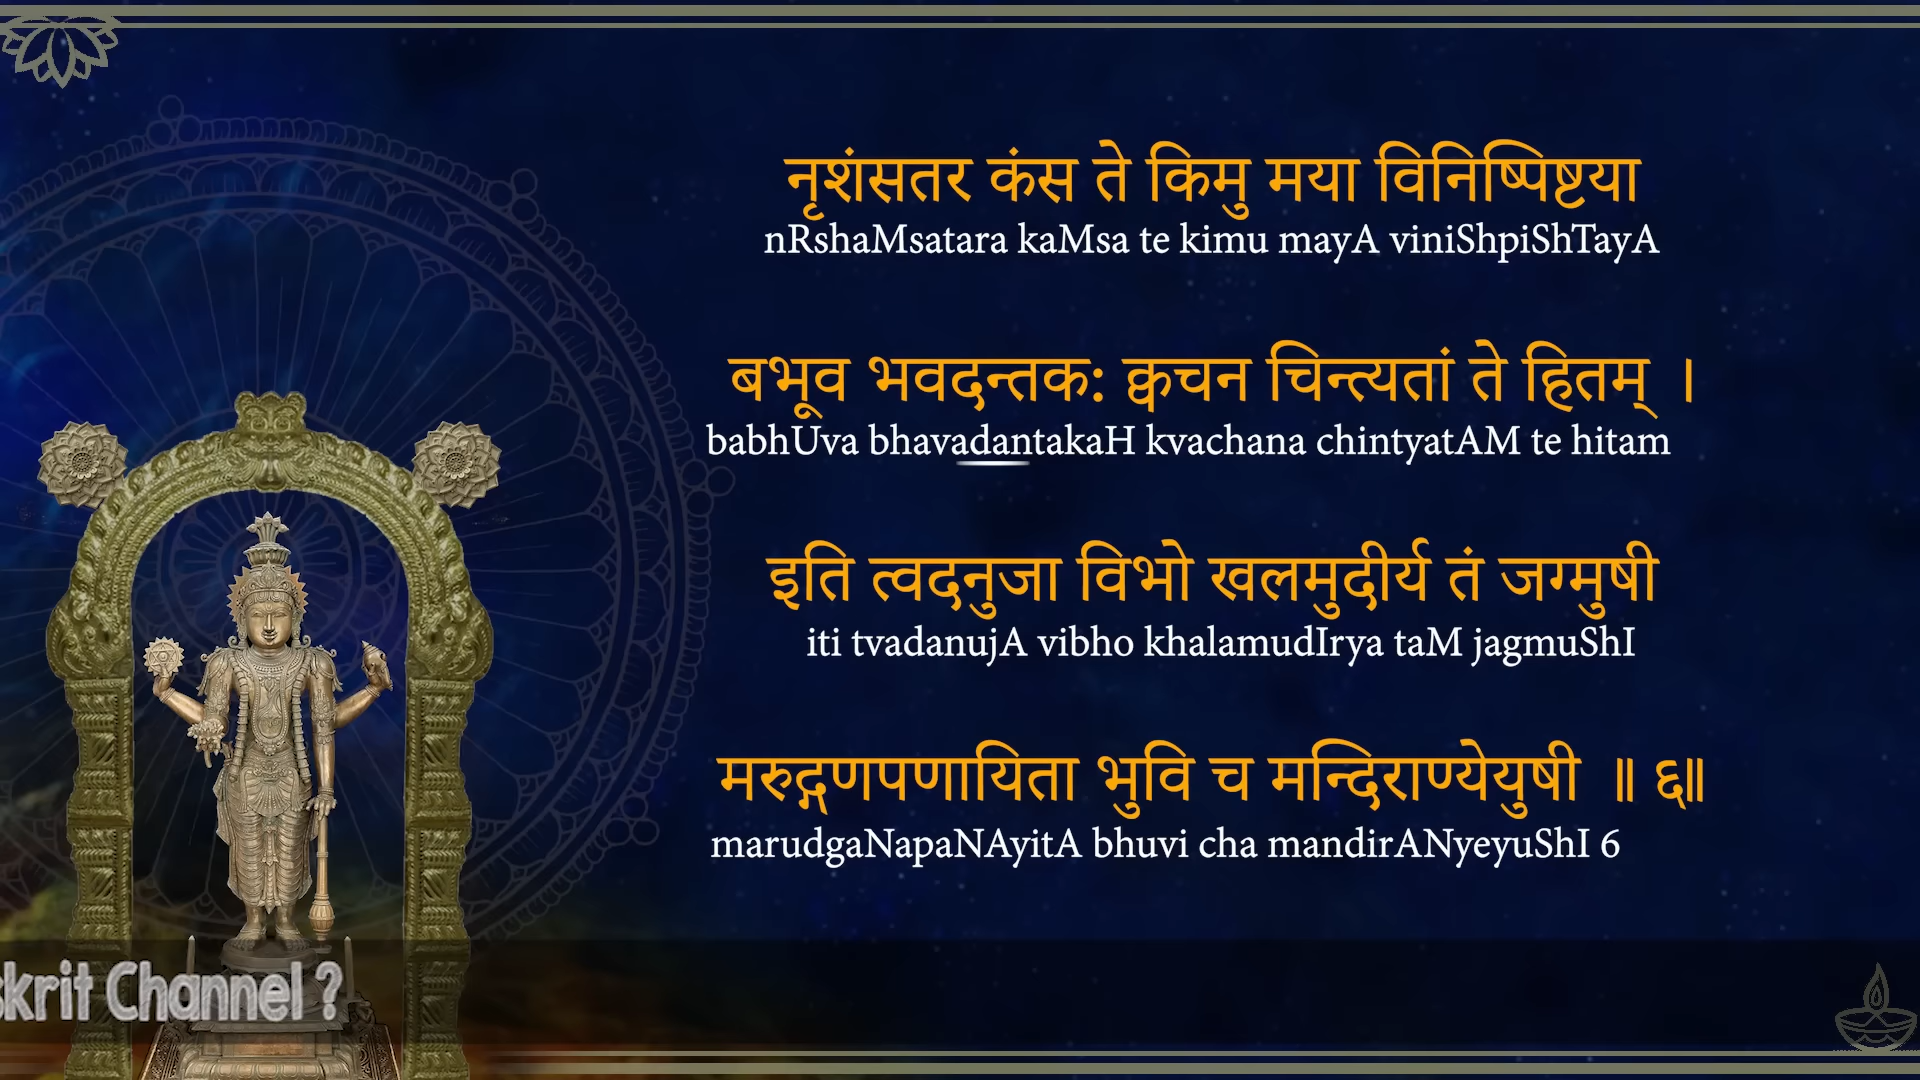 नृशंसतर कंस ते किमु मया विनिष्पिष्टया
nRshaMsatara kaMsa te kimu mayA viniShpiShTayA
बभूव भवदन्तकः क्वचन चिन्त्यतां ते हितम् ।
babhUva bhavadantakaH kvachana chintyatAM te hitam
इति त्वदनुजा विभो खलमुदीर्य तं जग्मुषी
iti tvadanujA vibho khalamudIrya taM jagmuShI
मरुद्गणपणायिता भुवि च मन्दिराण्येयुषी ॥ ६॥
marudgaNapaNAyitA bhuvi cha mandirANyeyuShI 6
skrit Channel ?